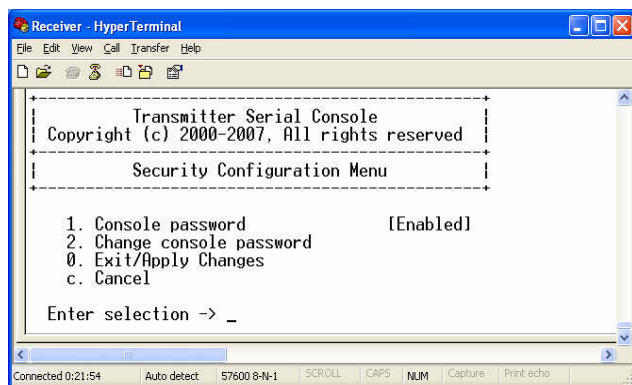 Receiver - HyperTerminal
File Edit View Call Transfer Help
Transmitter Serial Console
Copyright (c) 2000-2007, All rights reserved
Security Configuration Menu
1. Console password [Enabled]
2. Change console password
0. Exit/Apply Changes
c. Cancel
Enter selection -> _
Connected 0:21:54 Auto detect 57600 8-N-1 SCROLL CAPS NUM Capture Print echo